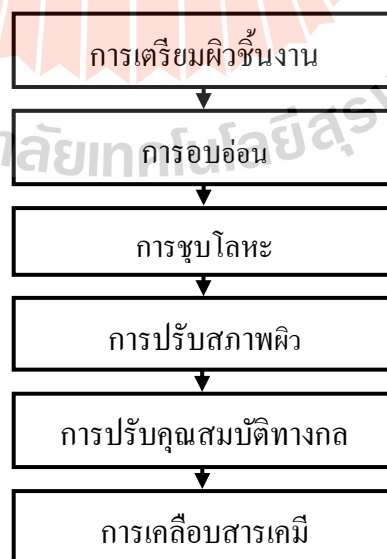 การเตรียมผิวชิ้นงาน
การอบอ่อน
การชุบโลหะ
การปรับสภาพผิว
การปรับคุณสมบัติทางกล
การเคลือบสารเคมี